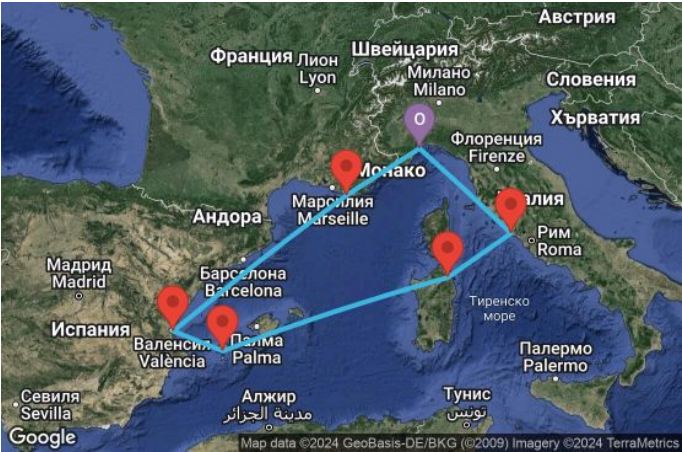 Австрия
Франция
Лион
Lyon
Швейцария
Милано
Milano
Словения
Хърватия
O
Флоренция
Firenze
Монако
Марсилия
Marseille
Андора
Рим
Roma
Мадрид
Madrid
Барселона
Barcelona
Тиренско
море
Испания
Валенсия
València
Палма
Palma
Палермо
Palermo
Севиля
Sevilla
Алжир
مدينة الجزائر
Тунис
تونس
Google
Map data ©2024 GeoBasis-DE/BKG (©2009) Imagery ©2024 TerraMetrics